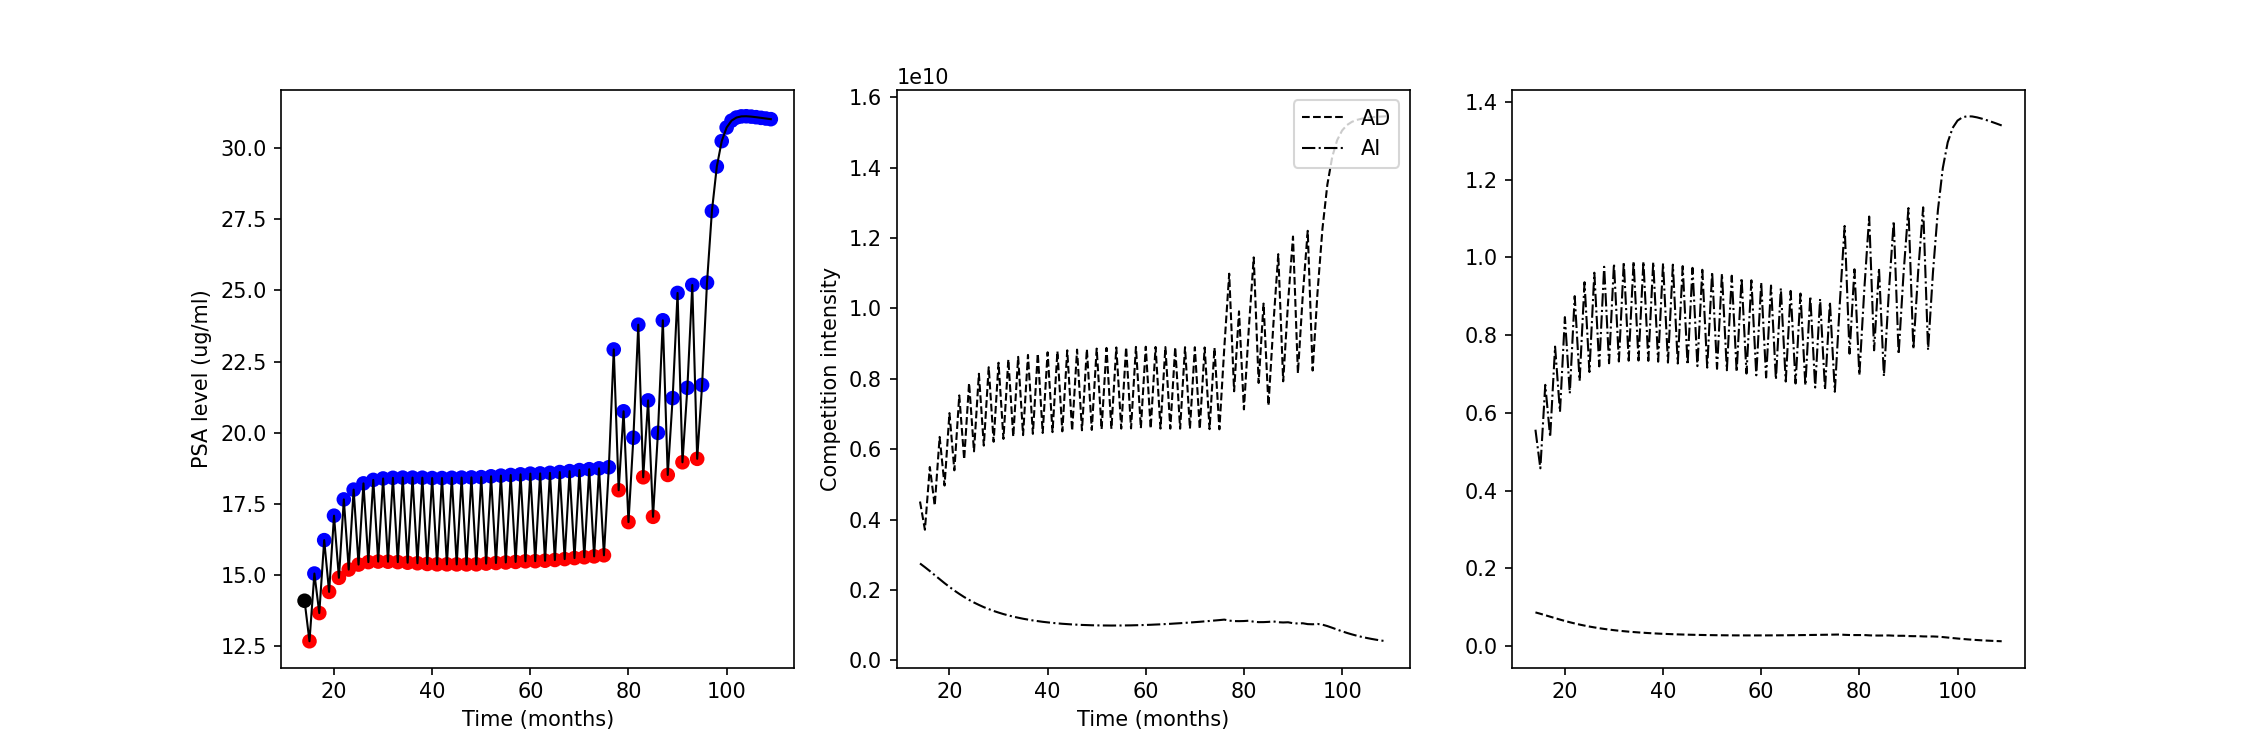 PSA level (ug/ml)
30.0
27.5
25.0
22.5
20.0
17.5
15.0
12.5
20 40 60 80 100
Time (months)
1e10
Competition intensity
1.6
1.4
1.2
1.0
0.8
0.6
0.4
0.2
0.0
AD
AI
20 40 60 80 100
Time (months)
1.4
1.2
1.0
0.8
0.6
0.4
0.2
0.0
20 40 60 80 100